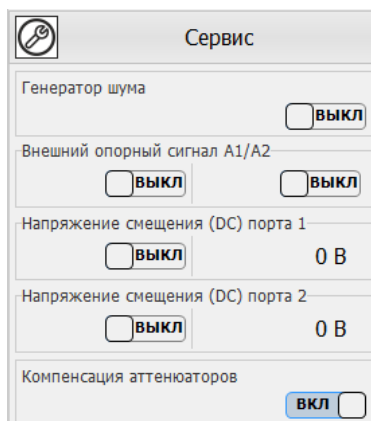 Сервис
Генератор шума
ВЫКЛ
Внешний опорный сигнал A1/A2
ВЫКЛ ВЫКЛ
Напряжение смещения (DC) порта 1
ВЫКЛ 0 В
Напряжение смещения (DC) порта 2
ВЫКЛ 0 В
Компенсация аттенюаторов
ВКЛ